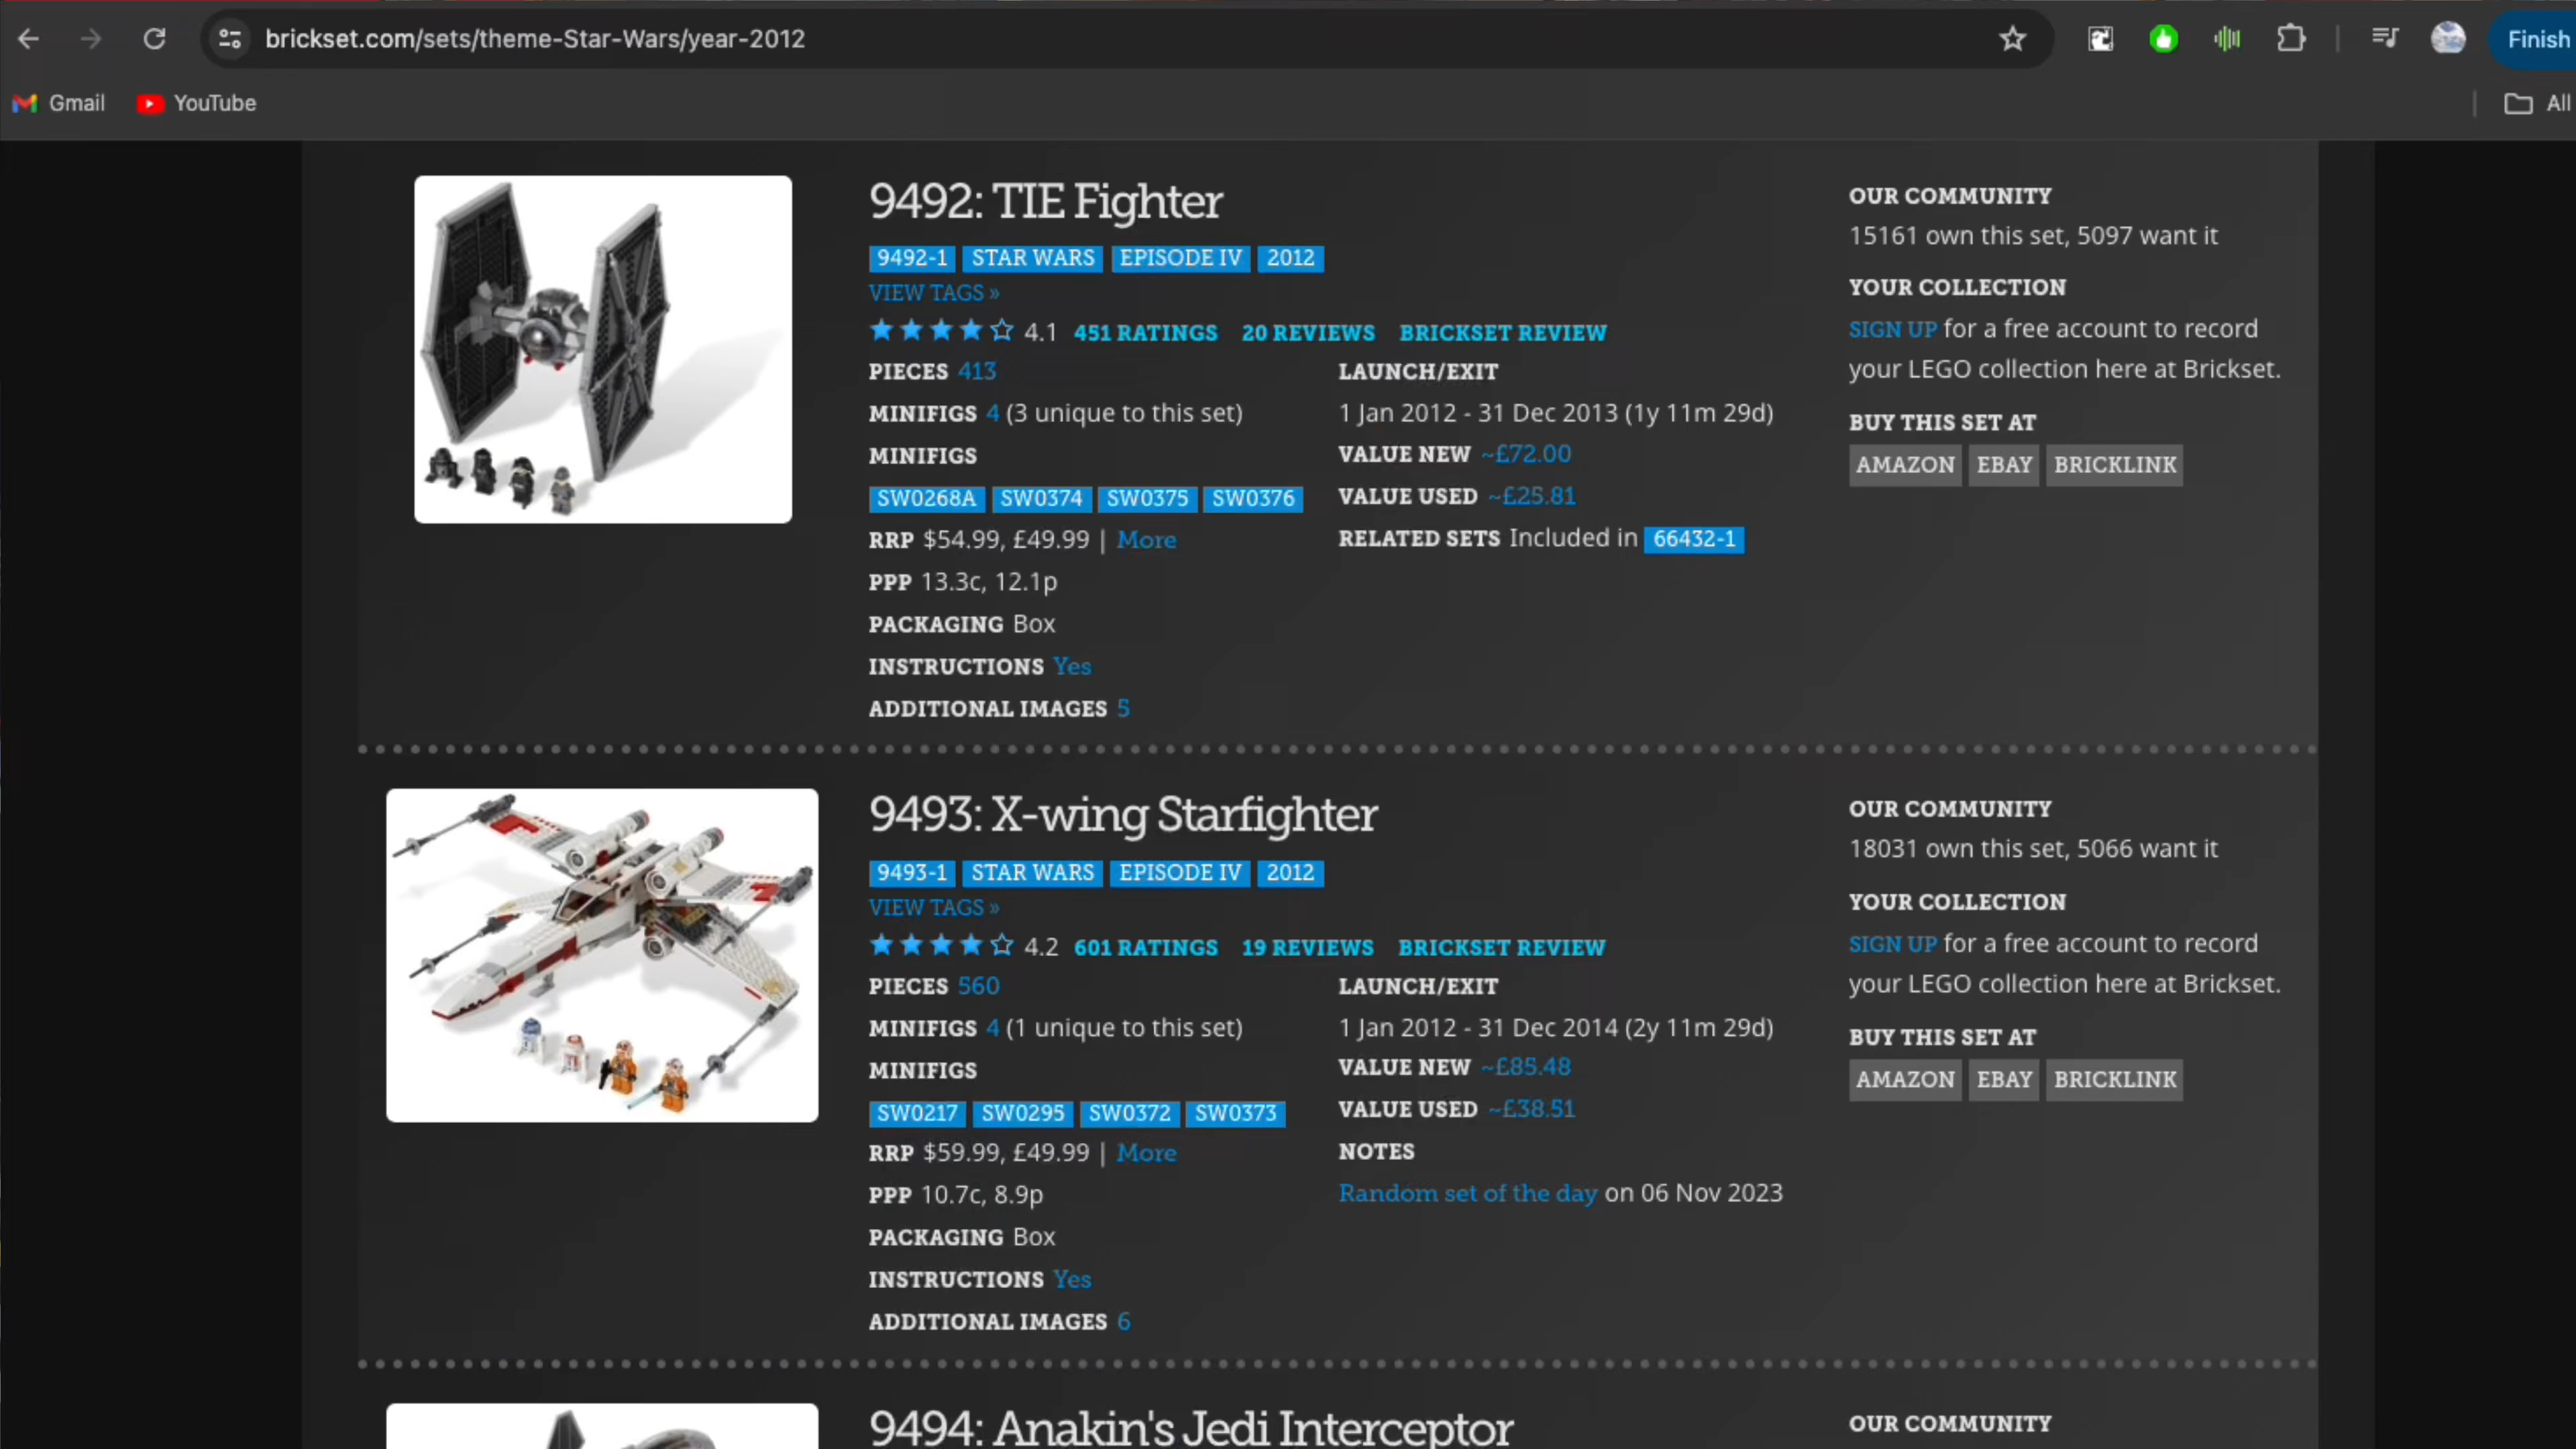 brickset.com/sets/theme-Star-Wars/year-2012
Finish
Gmail
YouTube
All
9492: TIE Fighter
9492-1 STAR WARS EPISODE IV 2012
VIEW TAGS »
4.1 451 RATINGS 20 REVIEWS BRICKSET REVIEW
PIECES 413
MINIFIGS 4 (3 unique to this set)
MINIFIGS
SW0268A SW0374 SW0375 SW0376
RRP $54.99, £49.99 | More
PPP 13.3c, 12.1p
PACKAGING Box
INSTRUCTIONS Yes
ADDITIONAL IMAGES 5
LAUNCH/EXIT
1 Jan 2012 - 31 Dec 2013 (1y 11m 29d)
VALUE NEW ~£72.00
VALUE USED ~£25.81
RELATED SETS Included in 66432-1
OUR COMMUNITY
15161 own this set, 5097 want it
YOUR COLLECTION
SIGN UP for a free account to record
your LEGO collection here at Brickset.
BUY THIS SET AT
AMAZON EBAY BRICKLINK
9493: X-wing Starfighter
9493-1 STAR WARS EPISODE IV 2012
VIEW TAGS »
4.2 601 RATINGS 19 REVIEWS BRICKSET REVIEW
PIECES 560
MINIFIGS 4 (1 unique to this set)
MINIFIGS
SW0217 SW0295 SW0372 SW0373
RRP $59.99, £49.99 | More
PPP 10.7c, 8.9p
PACKAGING Box
INSTRUCTIONS Yes
ADDITIONAL IMAGES 6
LAUNCH/EXIT
1 Jan 2012 - 31 Dec 2014 (2y 11m 29d)
VALUE NEW ~£85.48
VALUE USED ~£38.51
NOTES
Random set of the day on 06 Nov 2023
OUR COMMUNITY
18031 own this set, 5066 want it
YOUR COLLECTION
SIGN UP for a free account to record
your LEGO collection here at Brickset.
BUY THIS SET AT
AMAZON EBAY BRICKLINK
9494: Anakin's Jedi Interceptor
OUR COMMUNITY